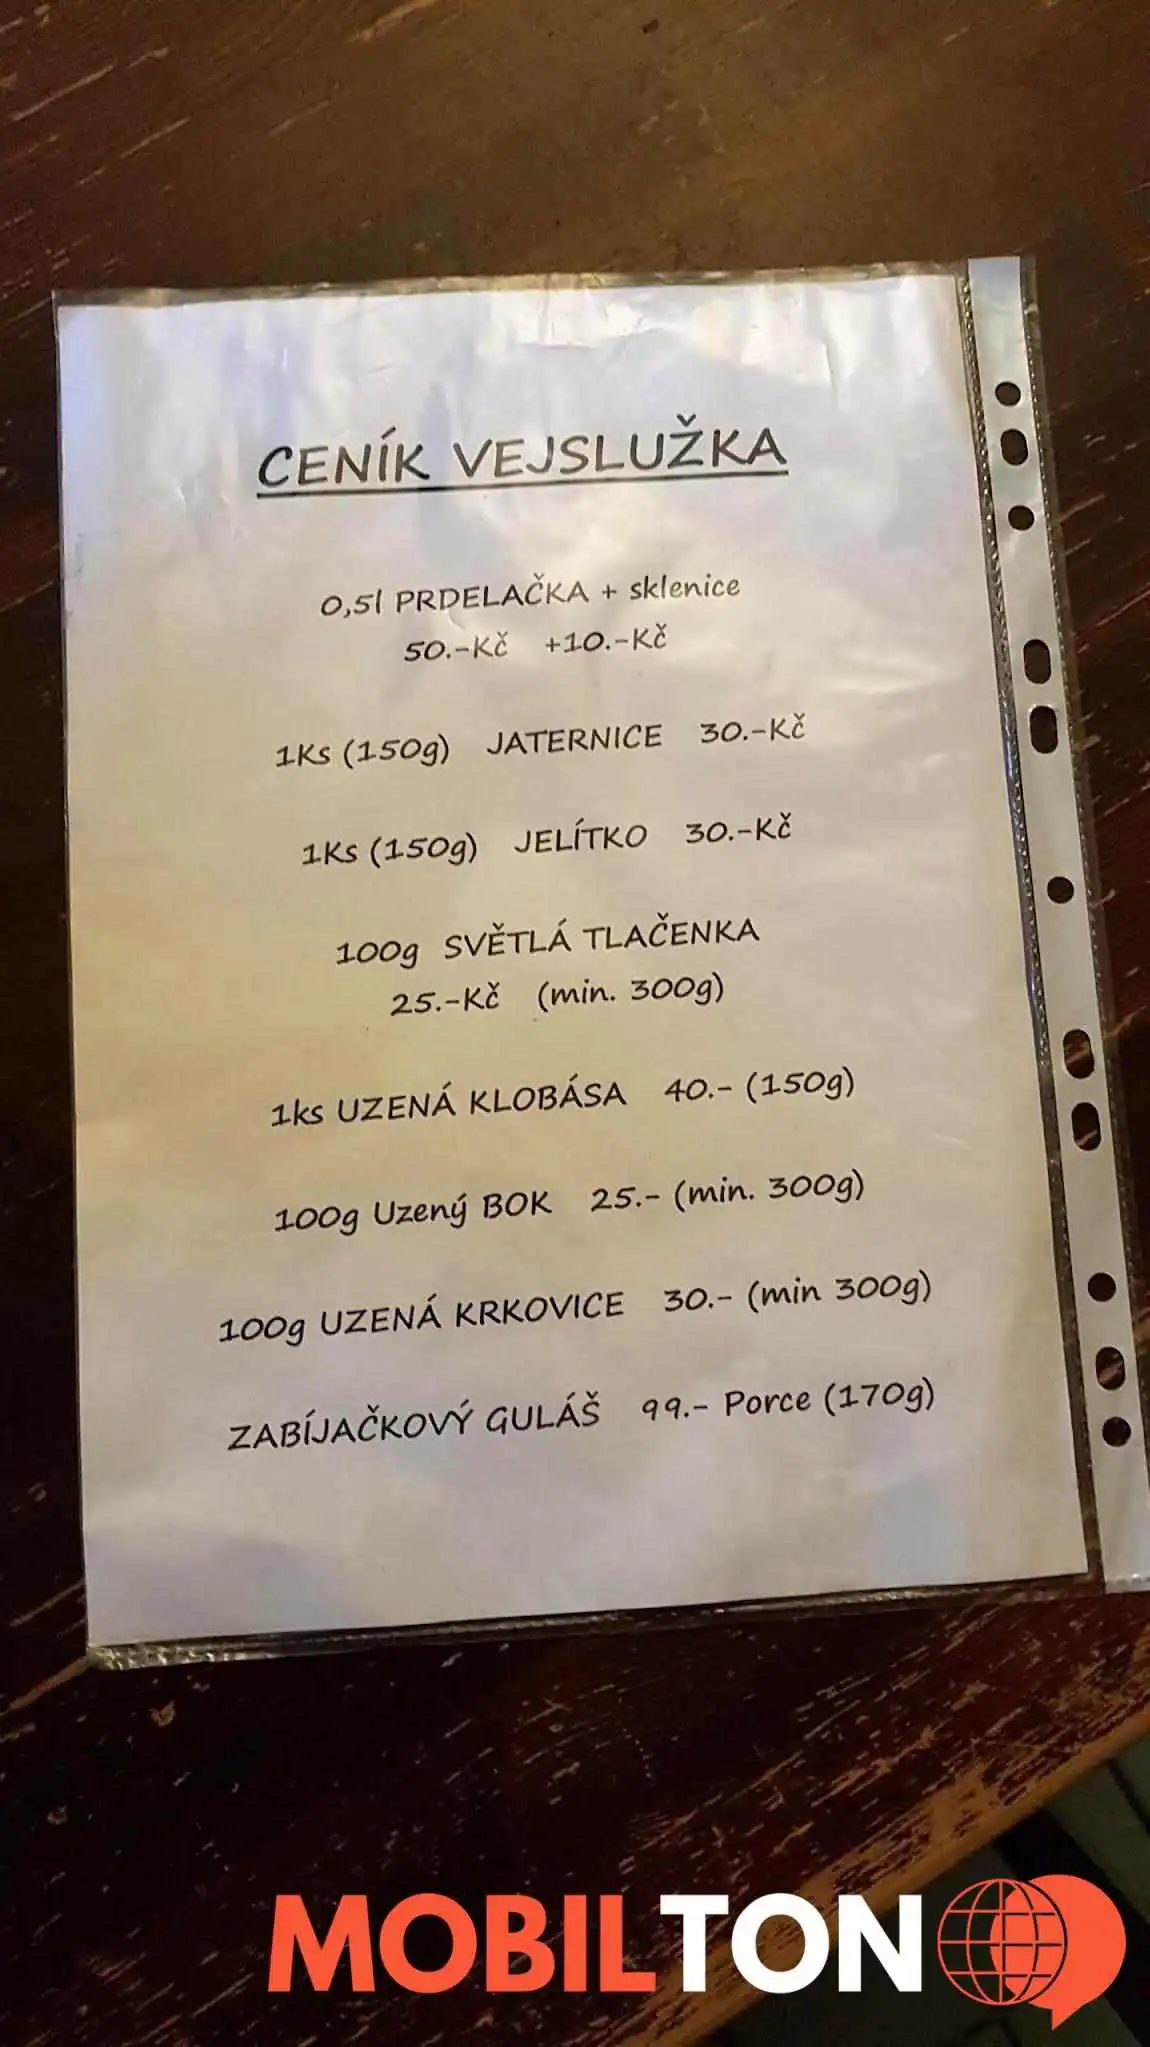 CENÍK VEJSLUŽKA
0,5l PRDELAČKA + sklenice
50.-Kč +10.-Kč
1Ks (150g) JATERNICE 30.-Kč
1Ks (150g) JELÍTKO 30.-Kč
100g SVĚTLÁ TLAČENKA
25.-Kč (min. 300g)
1ks UZENÁ KLOBÁSA 40.- (150g)
100g Uzený BOK 25.- (min. 300g)
100g UZENÁ KRKOVICE 30.- (min 300g)
ZABÍJAČKOVÝ GULÁŠ 99.- Porce (170g)
MOBILTON